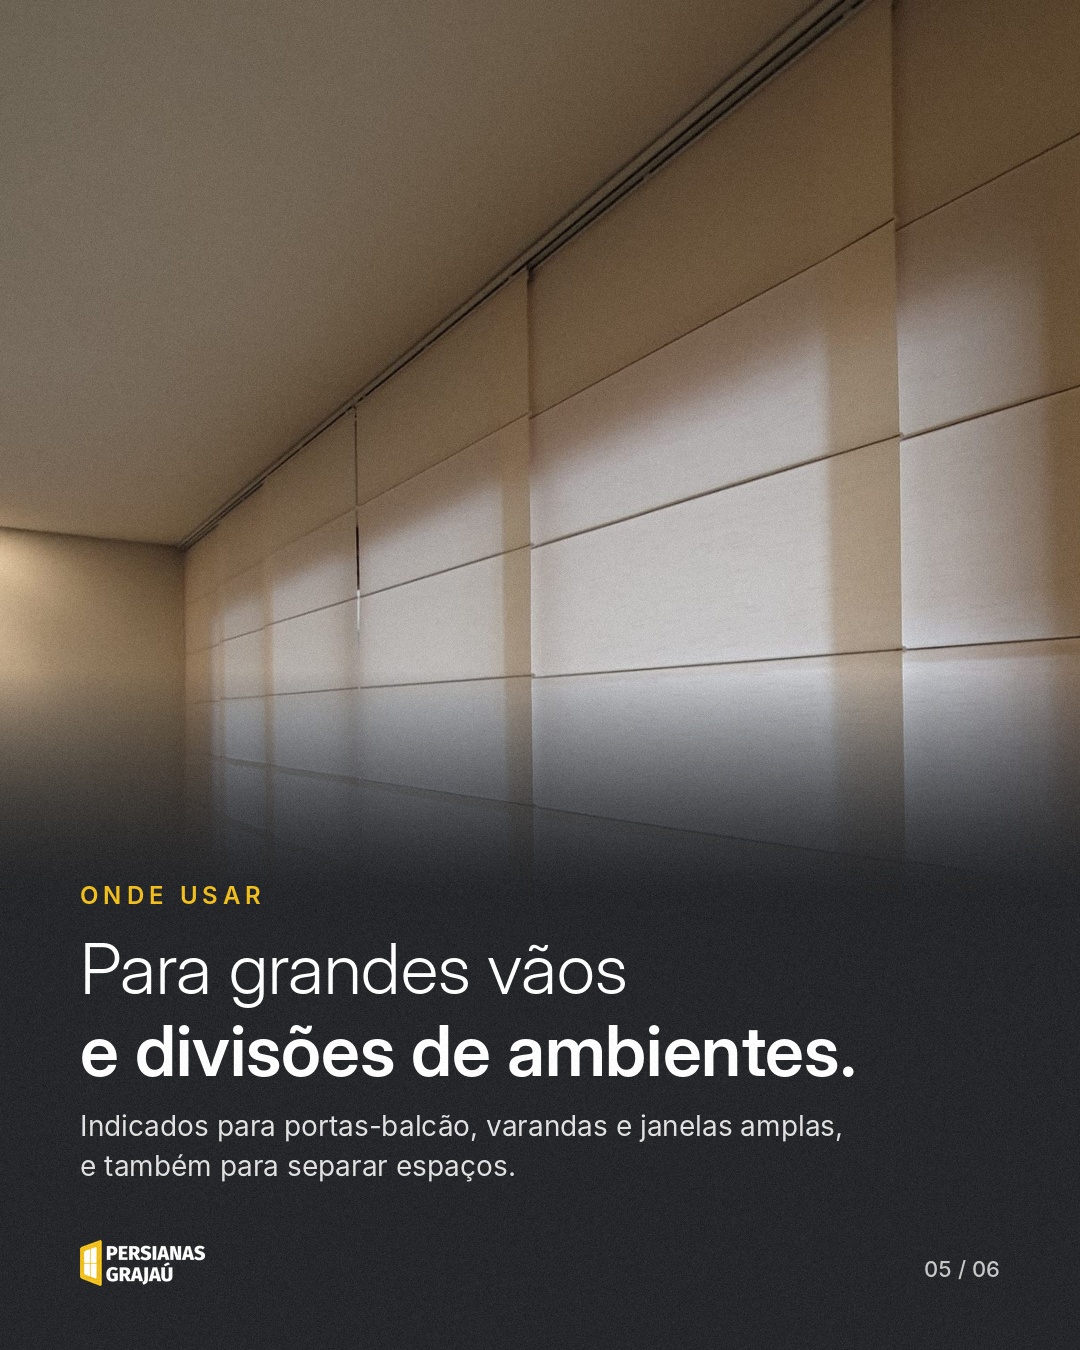 ONDE USAR
Para grandes vãos
e divisões de ambientes.
Indicados para portas-balcão, varandas e janelas amplas,
e também para separar espaços.
PERSIANAS
GRAJAÚ
05 / 06